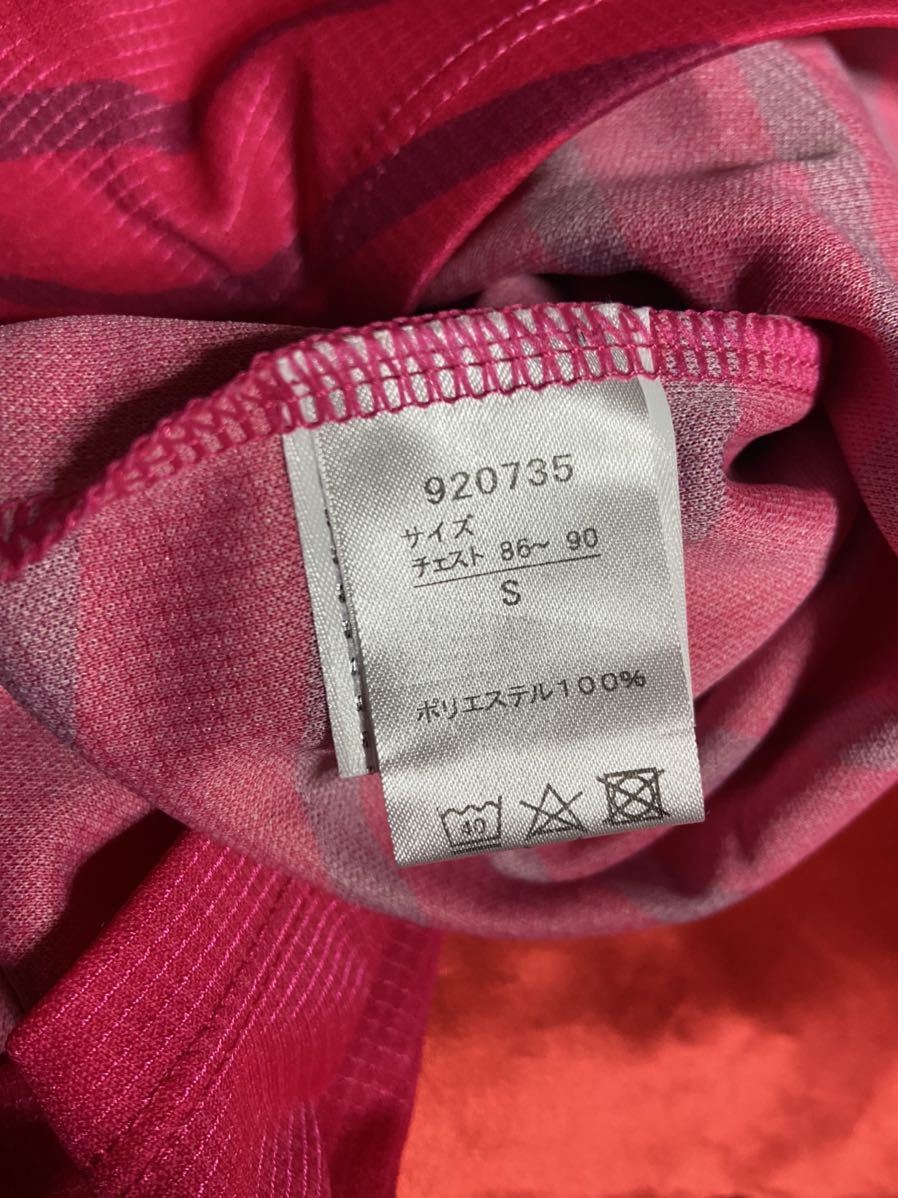 920735
サイズ
チェスト 86～ 90
S
ポリエステル100%
40